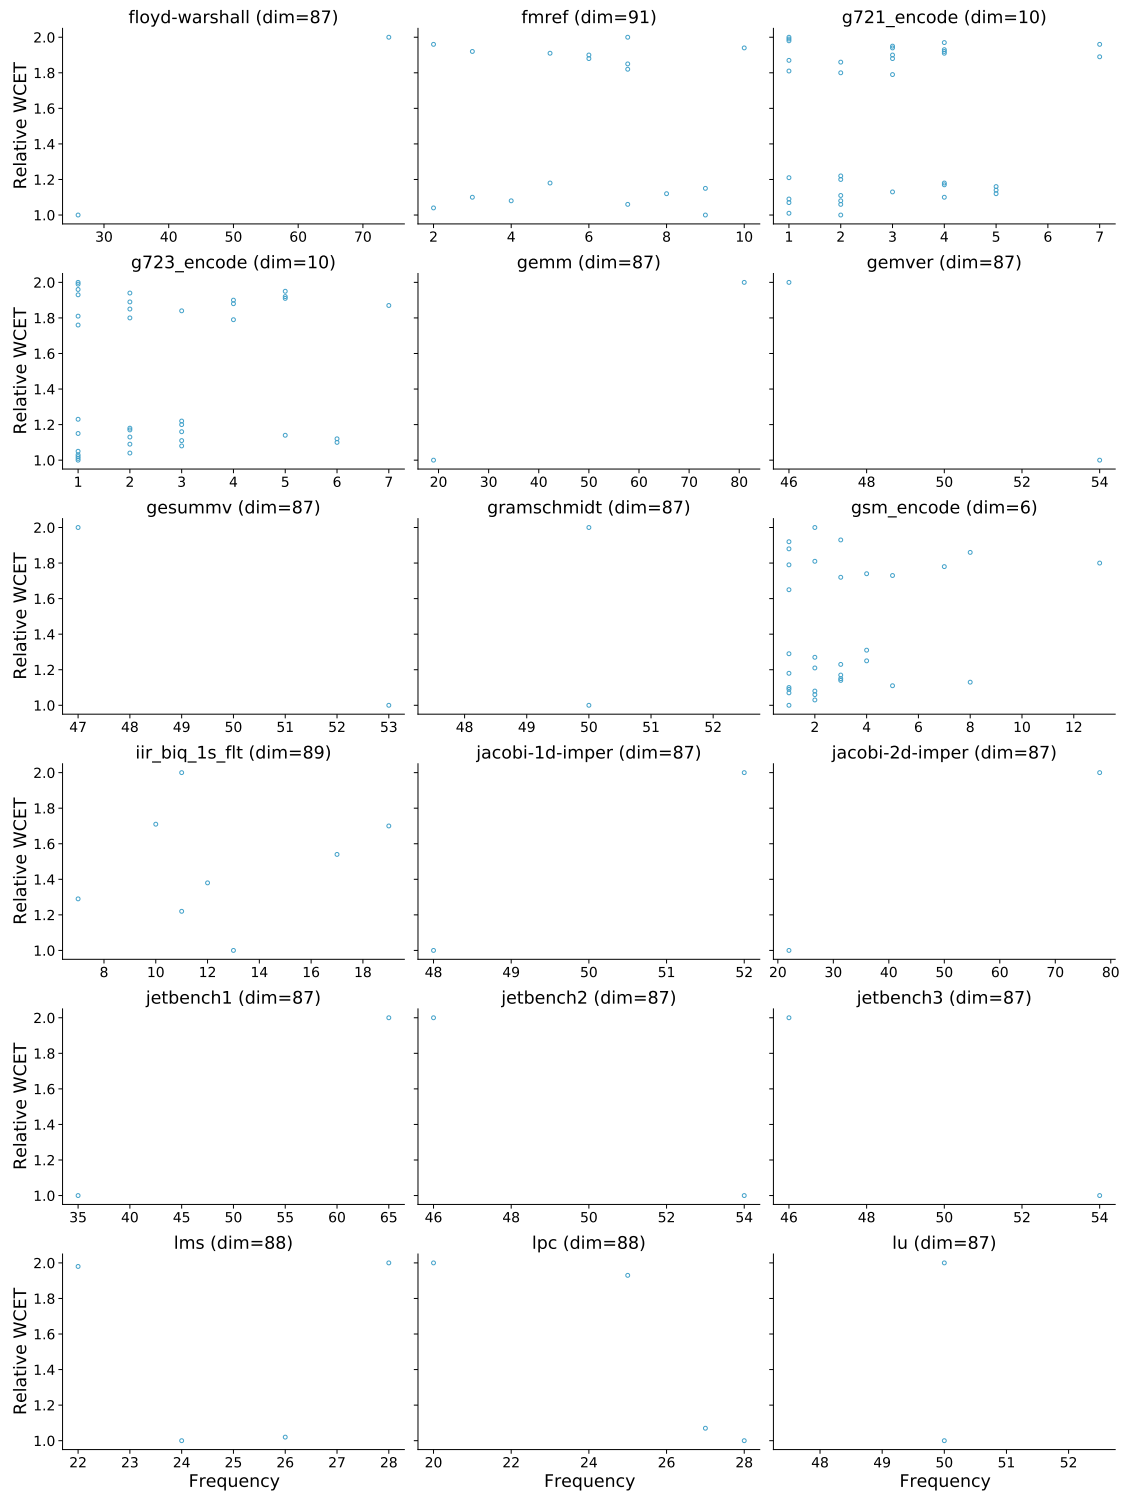 floyd-warshall (dim=87)
fmref (dim=91)
g721_encode (dim=10)
Relative WCET
2.0
1.8
1.6
1.4
1.2
1.0
30 40 50 60 70
2 4 6 8 10
1 2 3 4 5 6 7
g723_encode (dim=10)
gemm (dim=87)
gemver (dim=87)
Relative WCET
2.0
1.8
1.6
1.4
1.2
1.0
1 2 3 4 5 6 7
20 30 40 50 60 70 80
46 48 50 52 54
gesummv (dim=87)
gramschmidt (dim=87)
gsm_encode (dim=6)
Relative WCET
2.0
1.8
1.6
1.4
1.2
1.0
47 48 49 50 51 52 53
48 49 50 51 52
2 4 6 8 10 12
iir_biq_1s_flt (dim=89)
jacobi-1d-imper (dim=87)
jacobi-2d-imper (dim=87)
Relative WCET
2.0
1.8
1.6
1.4
1.2
1.0
8 10 12 14 16 18
48 49 50 51 52
20 30 40 50 60 70 80
jetbench1 (dim=87)
jetbench2 (dim=87)
jetbench3 (dim=87)
Relative WCET
2.0
1.8
1.6
1.4
1.2
1.0
35 40 45 50 55 60 65
46 48 50 52 54
46 48 50 52 54
lms (dim=88)
lpc (dim=88)
lu (dim=87)
Relative WCET
2.0
1.8
1.6
1.4
1.2
1.0
22 23 24 25 26 27 28
20 22 24 26 28
48 49 50 51 52
Frequency
Frequency
Frequency